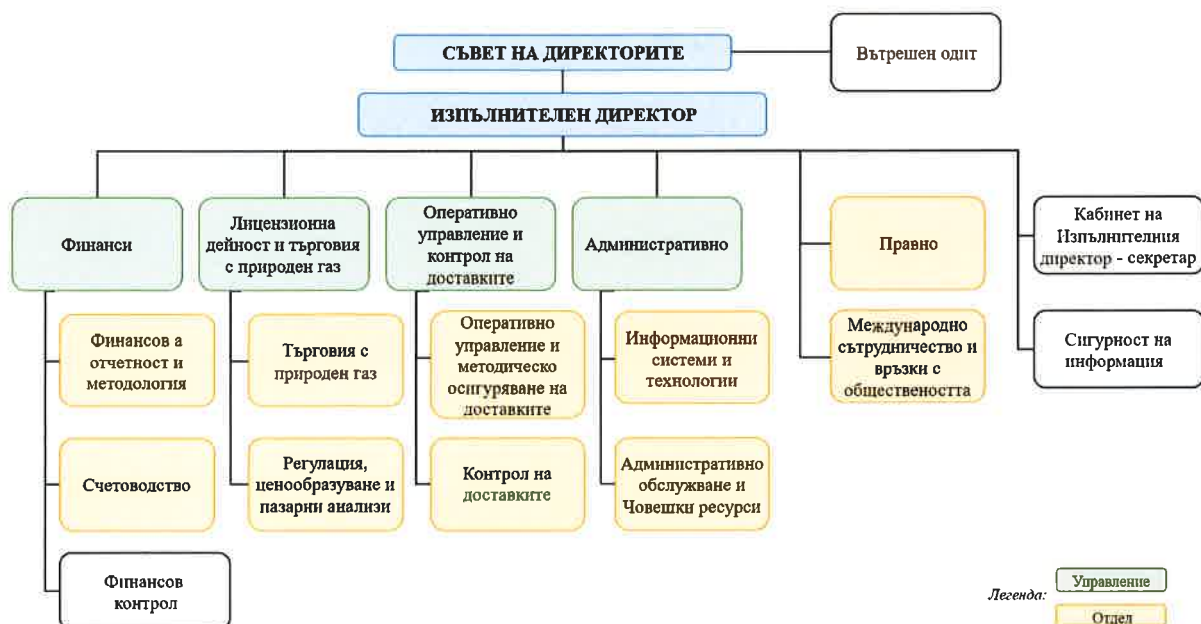 СЪВЕТ НА ДИРЕКТОРИТЕ
Вътрешен одит
ИЗПЪЛНИТЕЛЕН ДИРЕКТОР
Финанси
Лицензионна
дейност и търговия
с природен газ
Оперативно
управление и
контрол на
доставките
Административно
Правно
Кабинет на
Изпълнителния
директор - секретар
Финансов а
отчетност и
методология
Търговия с
природен газ
Оперативно
управление и
методическо
осигуряване на
доставките
Информационни
системи и
технологии
Международно
сътрудничество и
връзки с
обществеността
Сигурност на
информация
Счетоводство
Регулация,
ценообразуване и
пазарни анализи
Контрол на
доставките
Административно
обслужване и
Човешки ресурси
Финансов
контрол
Легенда:
Управление
Отдел